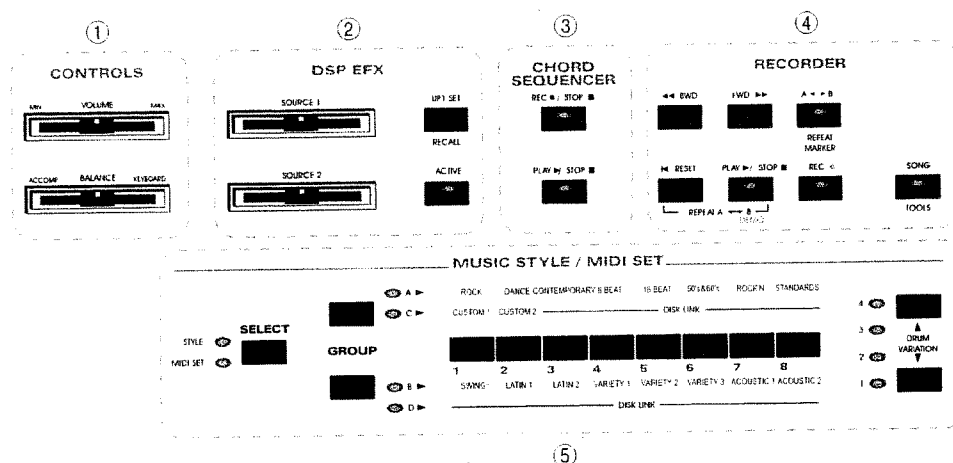 ① ② ③ ④
CONTROLS
MIN VOLUME MAX
ACCOMP BALANCE KEYBOARD
DSP EFX
SOURCE 1
SOURCE 2
RECALL
ACTIVE
CHORD
SEQUENCER
REC ● / STOP ■
PLAY ▶/ STOP ■
RECORDER
◀◀ BWD FWD ▶▶ A ◄ ► B
REPEAT
MARKER
RESET PLAY ▶/ STOP ■ REC SONG
REPEAT A ◄ ► B
DEMO
TOOLS
MUSIC STYLE / MIDI SET
A ▶ ROCK DANCE CONTEMPORARY 8 BEAT 16 BEAT 50's&60's ROCK'N STANDARDS
C ▶ CUSTOM 1 CUSTOM 2 DISK LINK
SELECT
STYLE
MIDI SET
GROUP
1 2 3 4 5 6 7 8
B ▶ SWING LATIN 1 LATIN 2 VARIETY 1 VARIETY 2 VARIETY 3 ACOUSTIC 1 ACOUSTIC 2
D ▶ DISK LINK
4
3
2
1
DRUM
VARIATION
⑤